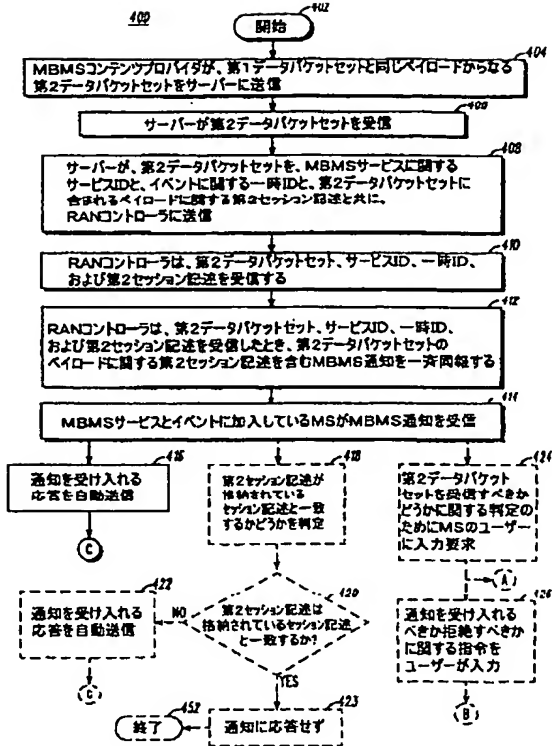 400
402
開始
404
MBMSコンテンツプロバイダが、第1データパケットセットと同じペイロードからなる
第2データパケットセットをサーバーに送信
406
サーバーが第2データパケットセットを受信
408
サーバーが、第2データパケットセットを、MBMSサービスに関する
サービスIDと、イベントに関する一時IDと、第2データパケットセットに
含まれるペイロードに関する第2セッション記述と共に、
RANコントローラに送信
410
RANコントローラは、第2データパケットセット、サービスID、一時ID、
および第2セッション記述を受信する
412
RANコントローラは、第2データパケットセット、サービスID、一時ID、
および第2セッション記述を受信したとき、第2データパケットセットの
ペイロードに関する第2セッション記述を含むMBMS通知を一斉同報する
414
MBMSサービスとイベントに加入しているMSがMBMS通知を受信
416
通知を受け入れる
応答を自動送信
C
418
第2セッション記述が
格納されている
セッション記述と一致
するかどうかを判定
424
第2データパケット
セットを受信すべきか
どうかに関する判定の
ためにMSのユーザー
に入力要求
A
422
通知を受け入れる
応答を自動送信
C
NO
420
第2セッション記述は
格納されているセッション記述
と一致するか?
YES
426
通知を受け入れる
べきか拒絶すべきか
に関する指令を
ユーザーが入力
B
452
終了
423
通知に応答せず